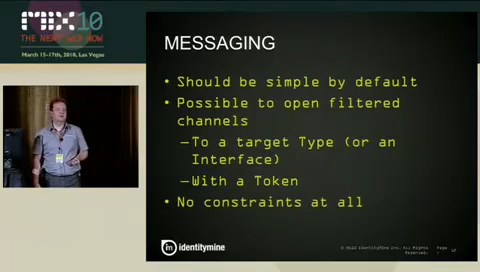 MIX10
THE NEXT WEB NOW
March 15-17th, 2010, Las Vegas
MESSAGING
• Should be simple by default
• Possible to open filtered
channels
—To a target Type (or an
Interface)
—With a Token
• No constraints at all
identitymine